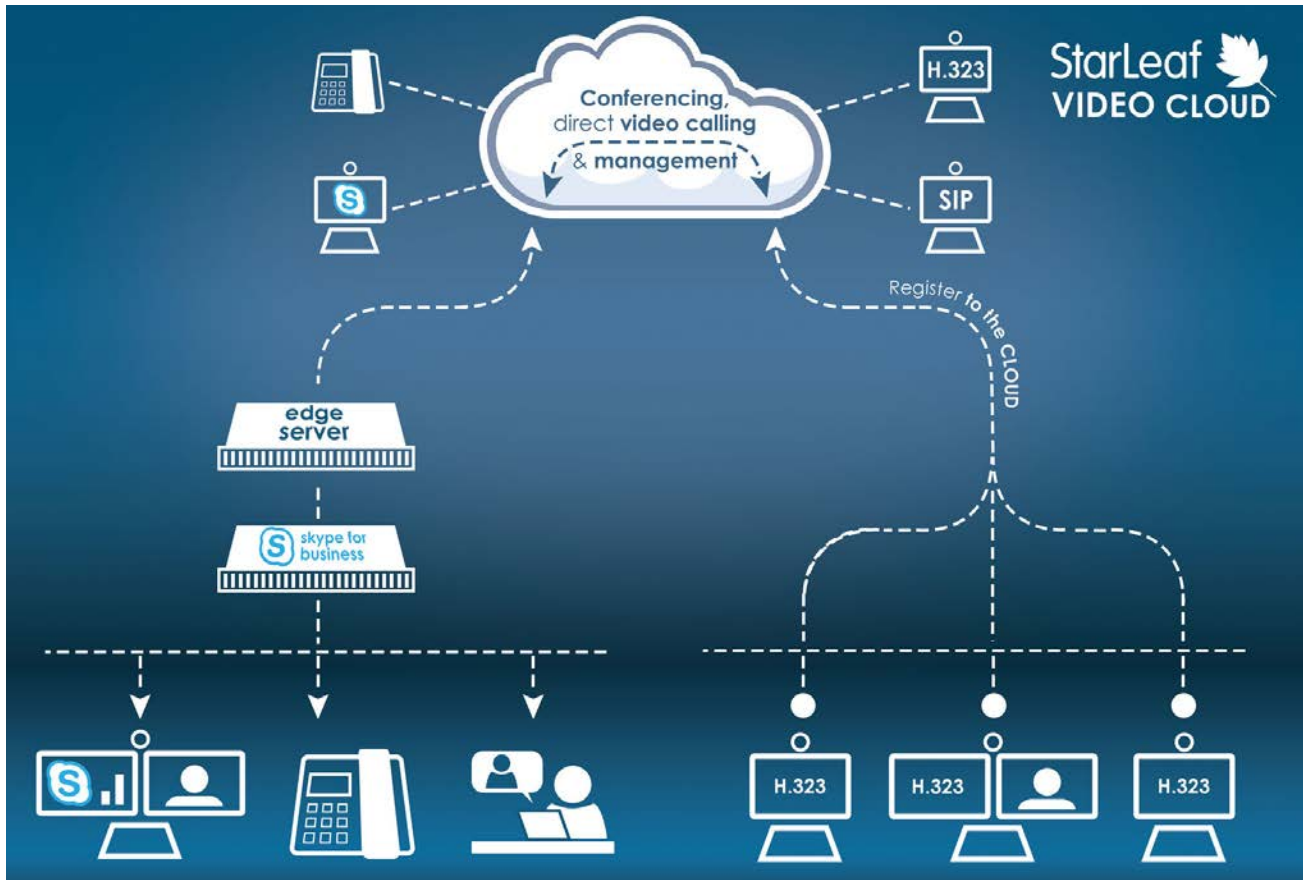 StarLeaf
VIDEO CLOUD
Conferencing,
direct video calling
& management
H.323
S
SIP
Register to the CLOUD
edge
server
S skype for
business
S
H.323
H.323
H.323